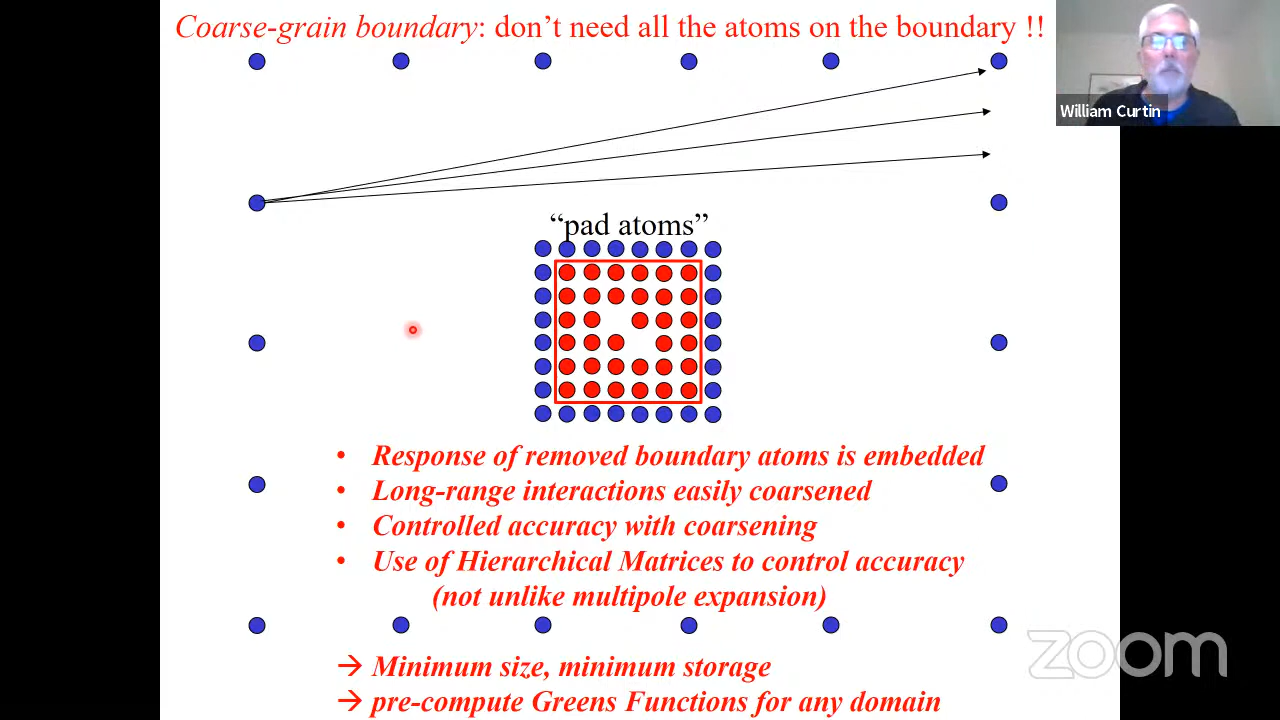 Coarse-grain boundary: don’t need all the atoms on the boundary !!
William Curtin
“pad atoms”
• Response of removed boundary atoms is embedded
• Long-range interactions easily coarsened
• Controlled accuracy with coarsening
• Use of Hierarchical Matrices to control accuracy
(not unlike multipole expansion)
zoom
→ Minimum size, minimum storage
→ pre-compute Greens Functions for any domain